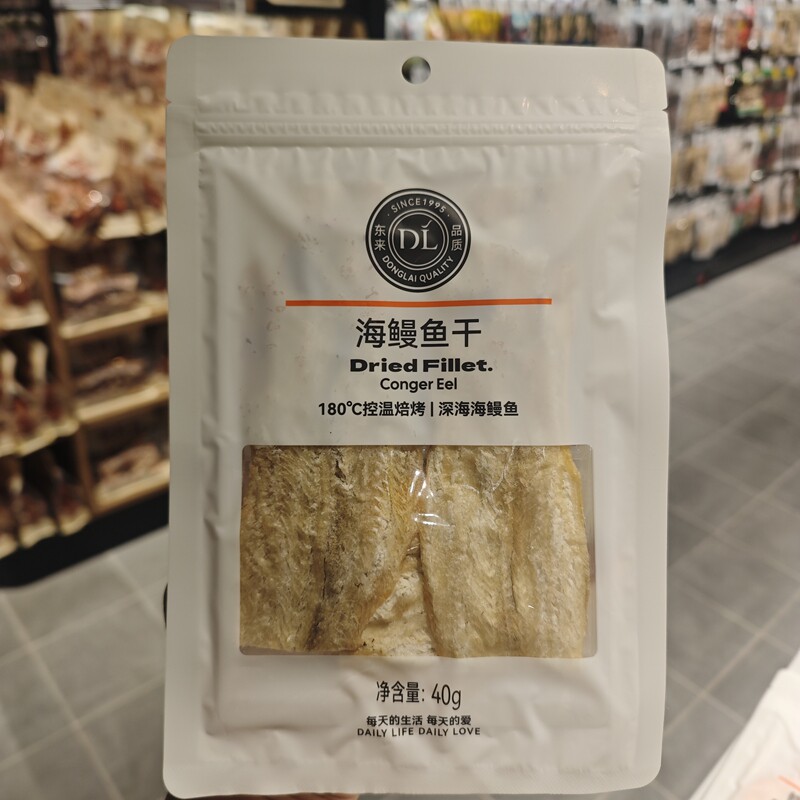 SINCE1995
东来 DL 品质
DONGLAI QUALITY
海鳗鱼干
Dried Fillet.
Conger Eel
180℃控温焙烤 | 深海海鳗鱼
净含量: 40g
每天的生活 每天的爱
DAILY LIFE DAILY LOVE